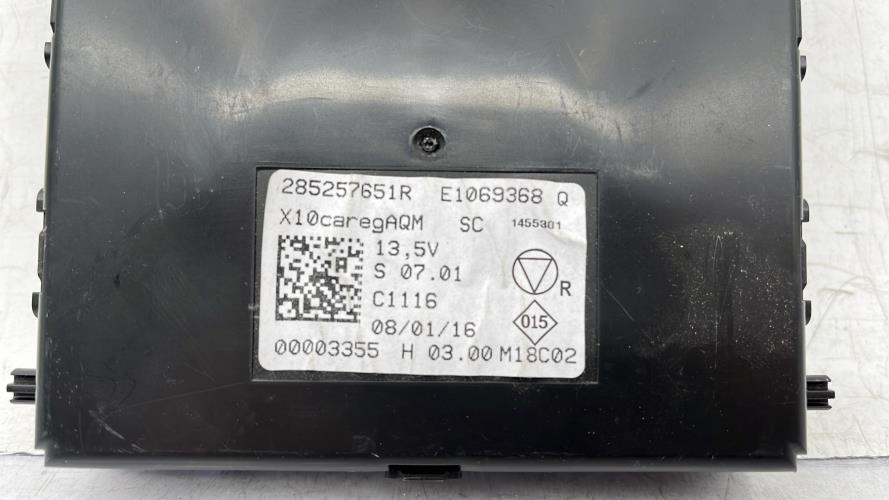 285257651R E1069368 Q
X10caregAQM SC 1455301
13,5V
S 07.01
C1116
R
015
08/01/16
00003355 H 03.00 M18C02